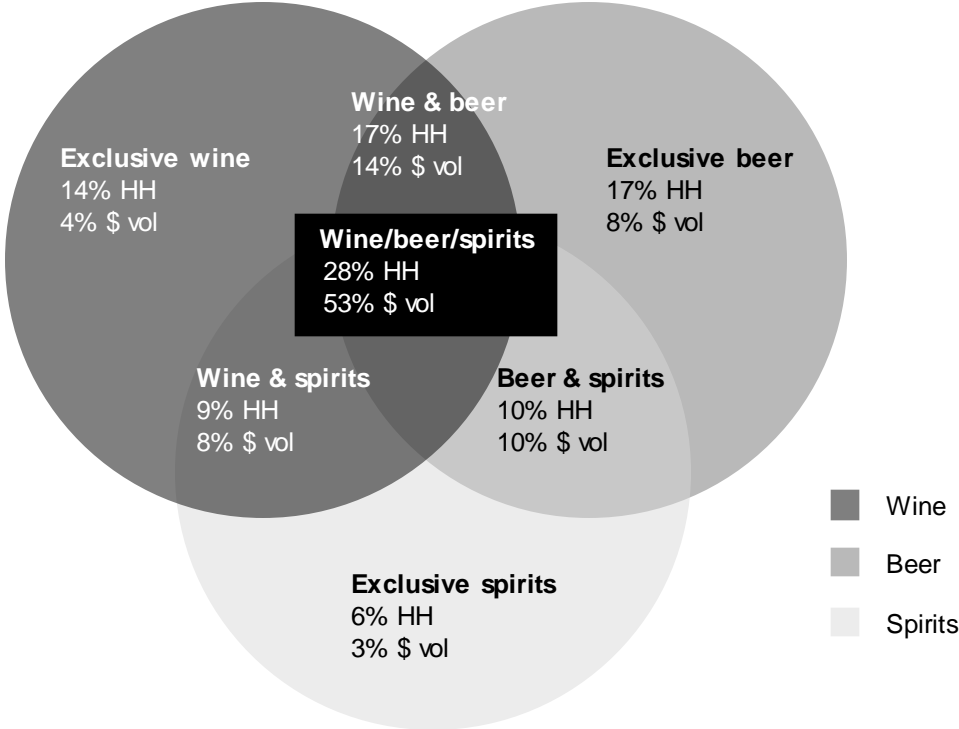 Wine & beer
17% HH
14% $ vol
Exclusive wine
14% HH
4% $ vol
Exclusive beer
17% HH
8% $ vol
Wine/beer/spirits
28% HH
53% $ vol
Wine & spirits
9% HH
8% $ vol
Beer & spirits
10% HH
10% $ vol
Exclusive spirits
6% HH
3% $ vol
Wine
Beer
Spirits